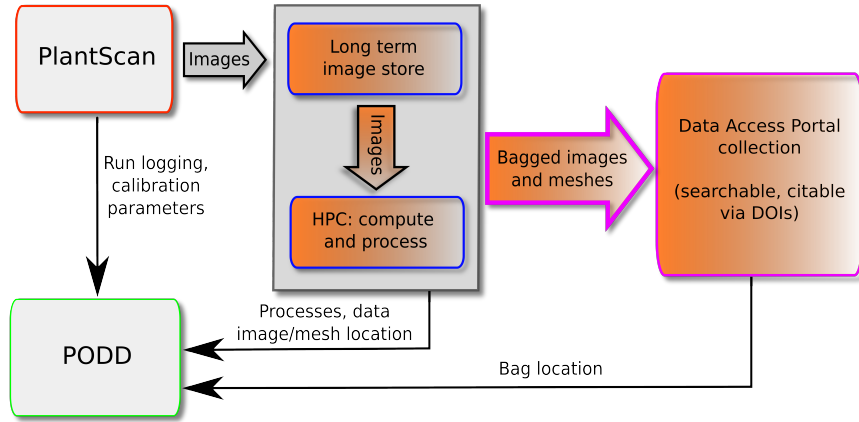 PlantScan
Images
Long term
image store
Images
HPC: compute
and process
Bagged images
and meshes
Data Access Portal
collection
(searchable, citable
via DOIs)
Run logging,
calibration
parameters
Processes, data
image/mesh location
PODD
Bag location